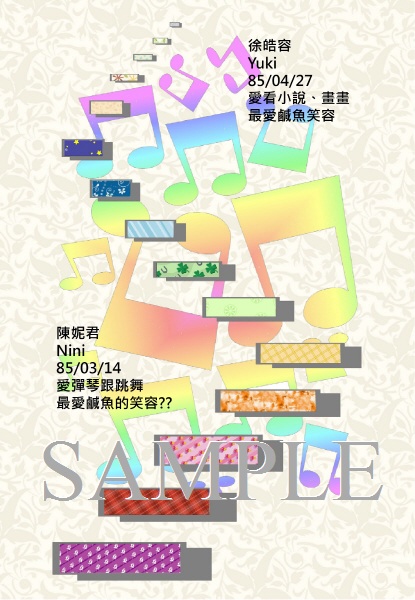 徐皓容
Yuki
85/04/27
愛看小說、畫畫
最愛鹹魚笑容
陳妮君
Nini
85/03/14
愛彈琴跟跳舞
最愛鹹魚的笑容??
SAMPLE